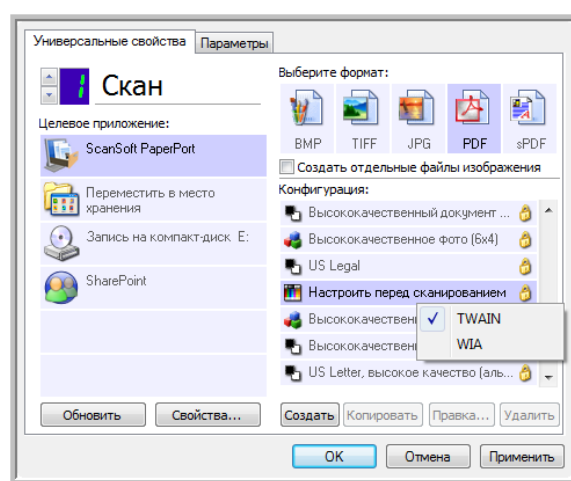 Универсальные свойства Параметры
1 Скан
Целевое приложение:
ScanSoft PaperPort
Переместить в место
хранения
Запись на компакт-диск E:
SharePoint
Обновить Свойства...
Выберите формат:
BMP TIFF JPG PDF sPDF
Создать отдельные файлы изображения
Конфигурация:
Высококачественный документ ...
Высококачественное фото (6x4)
US Legal
Настроить перед сканированием
Высококачествен
TWAIN
Высококачествен
WIA
US Letter, высокое качество (аль...
Создать Копировать Правка... Удалить
OK Отмена Применить